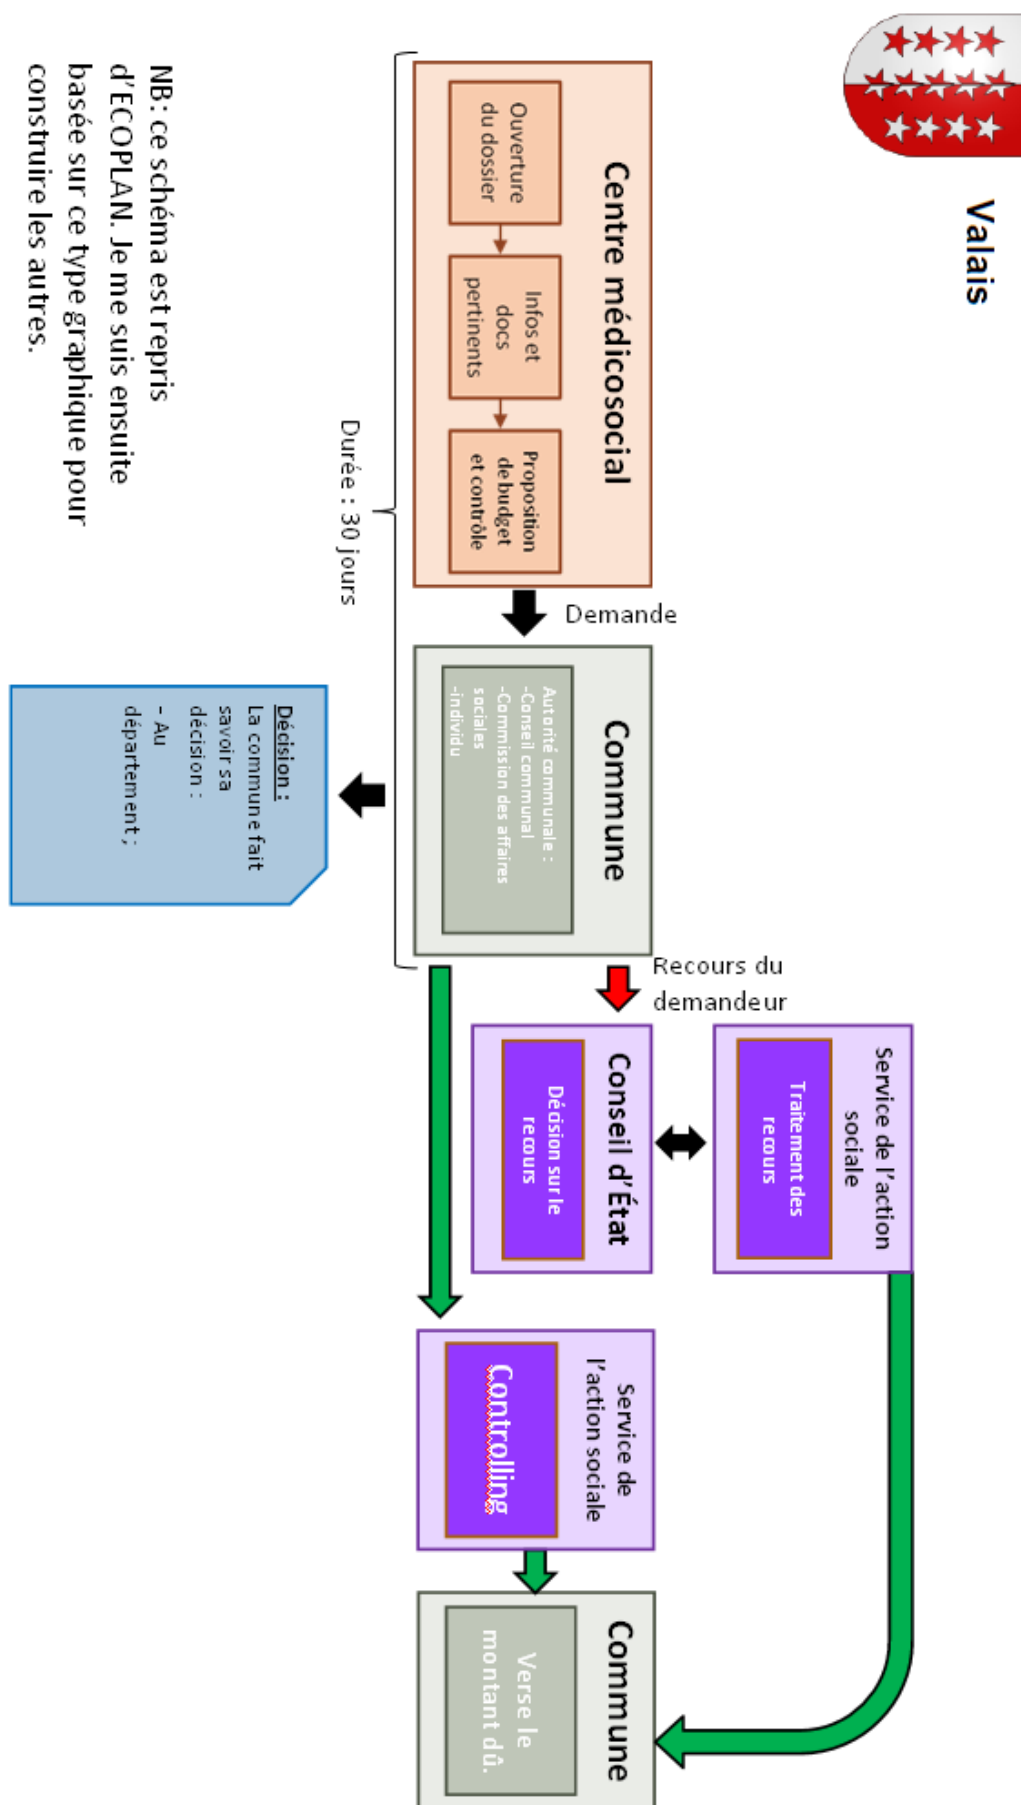 Valais
Centre médicosocial
Ouverture
du dossier
Infos et
docs
pertinents
Proposition
de budget
et contrôle
Demande
Commune
Autorité communale :
-Conseil communal
-Commission des affaires
sociales
-individu
Durée : 30 jours
Décision :
La commune fait
savoir sa
décision :
- Au
département ;
Recours du
demandeur
Service de l'action
sociale
Traitement des
recours
Conseil d'État
Décision sur le
recours
Service de
l'action sociale
Controlling
Commune
Verse le
montant dû.
NB: ce schéma est repris
d'ECOPLAN. Je me suis ensuite
basée sur ce type graphique pour
construire les autres.